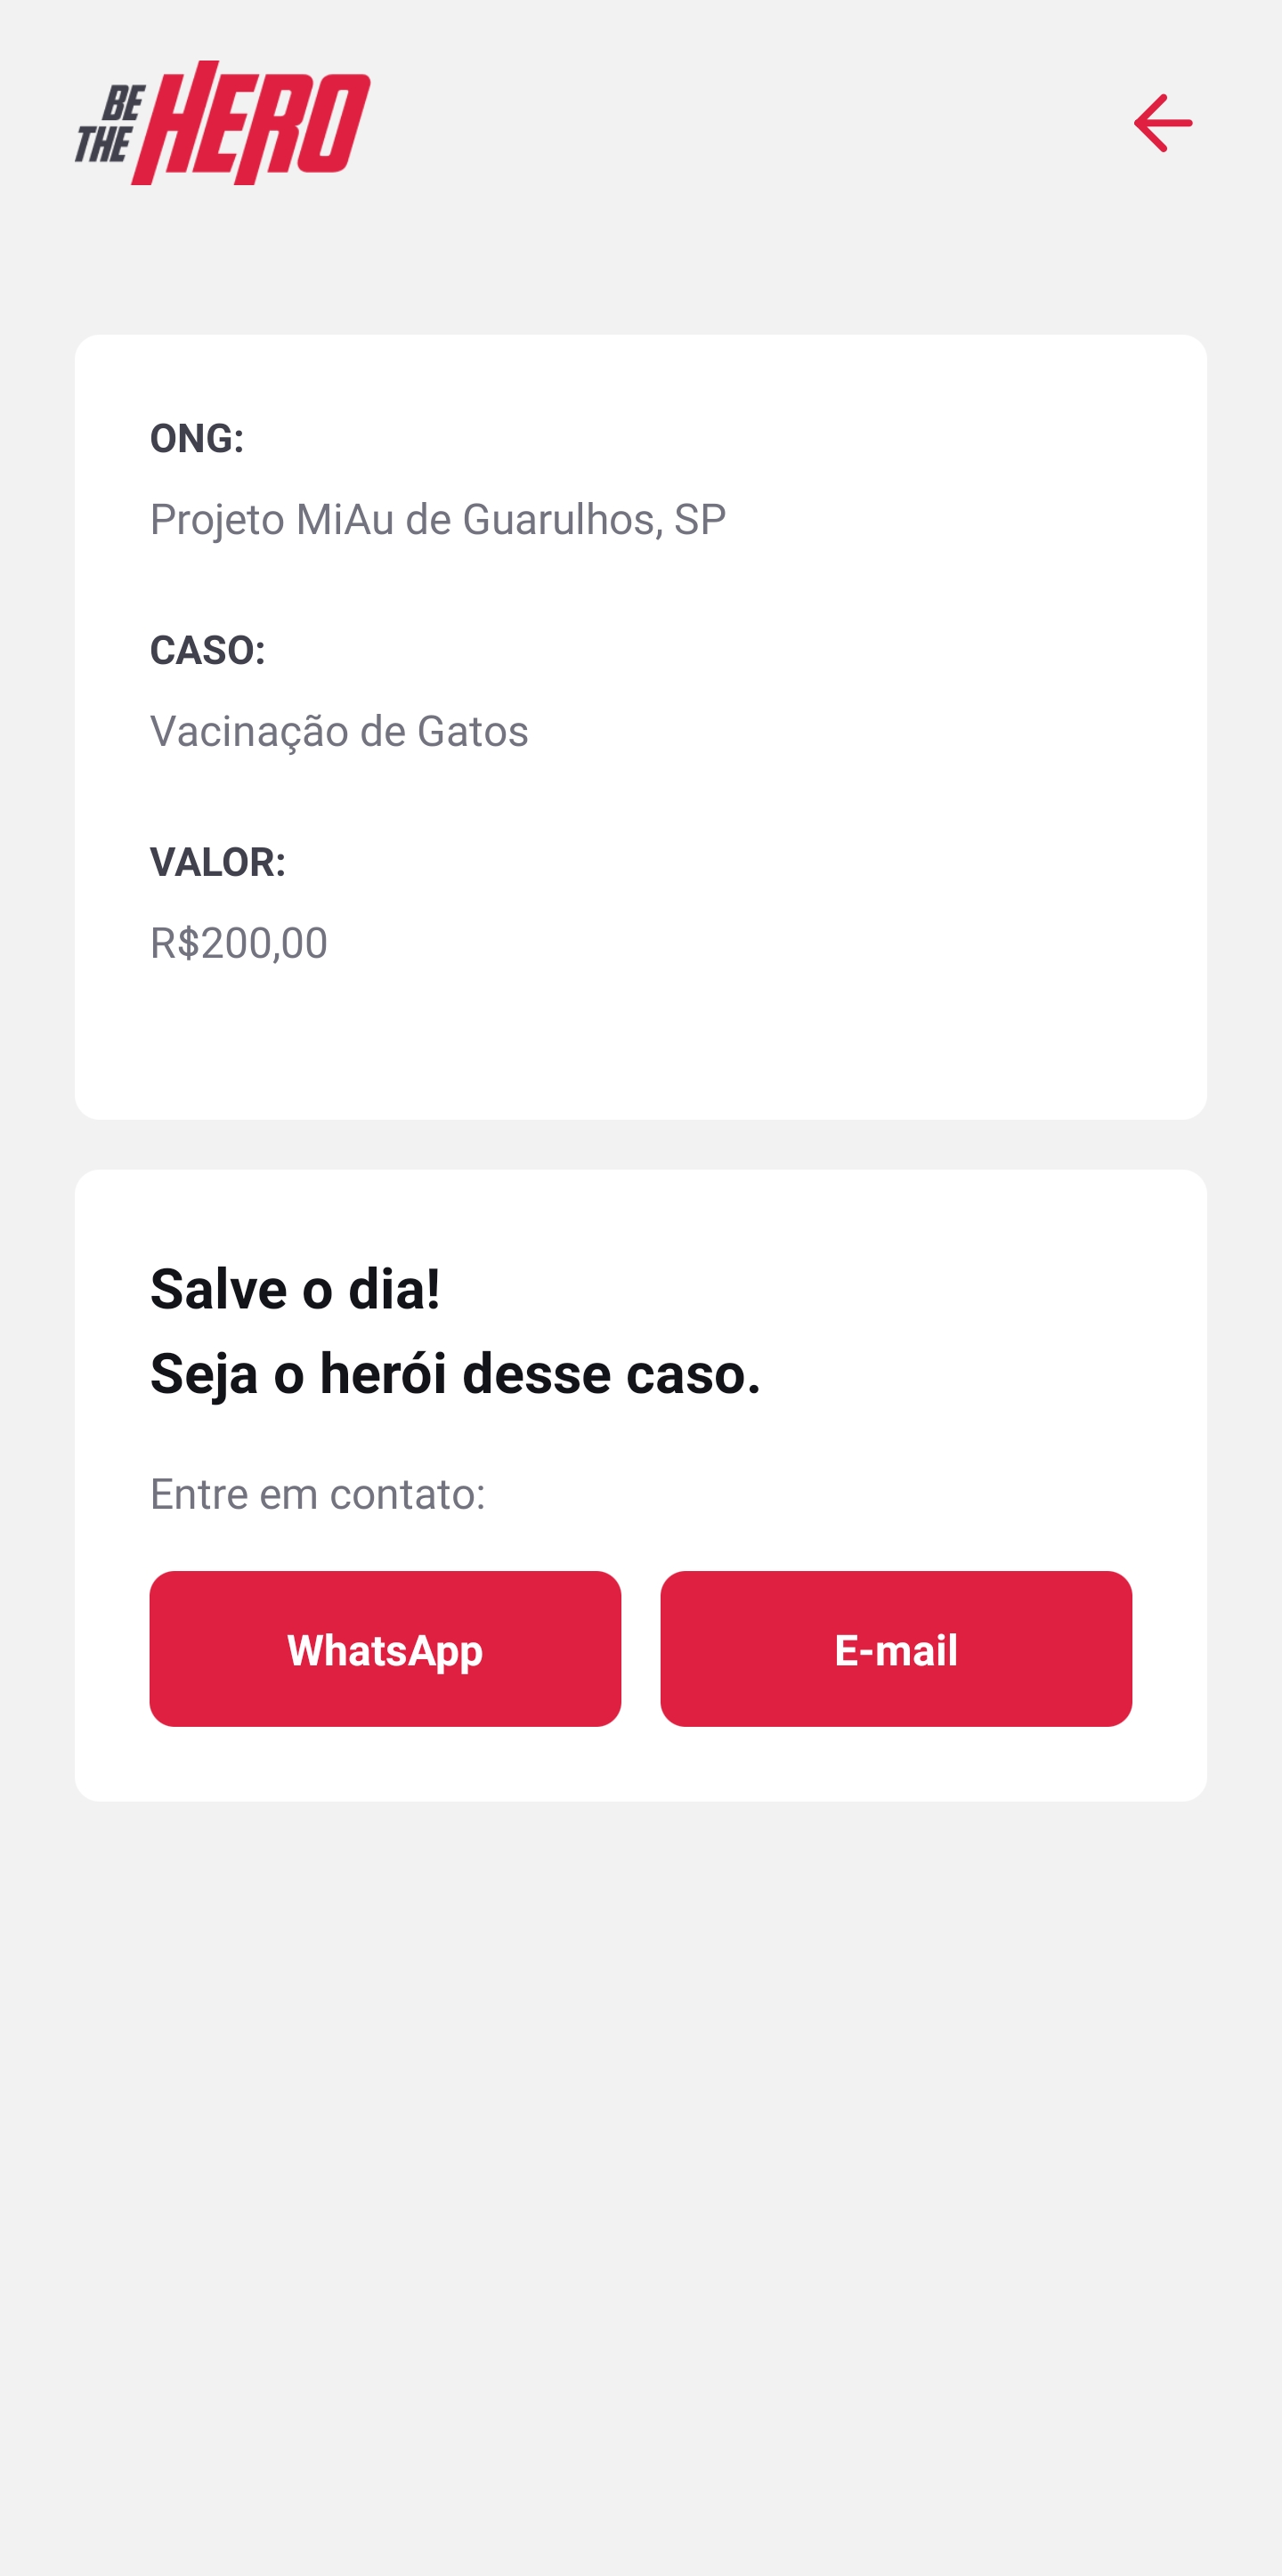 BE
THE HERO
ONG:
Projeto MiAu de Guarulhos, SP
CASO:
Vacinação de Gatos
VALOR:
R$200,00
Salve o dia!
Seja o herói desse caso.
Entre em contato:
WhatsApp
E-mail